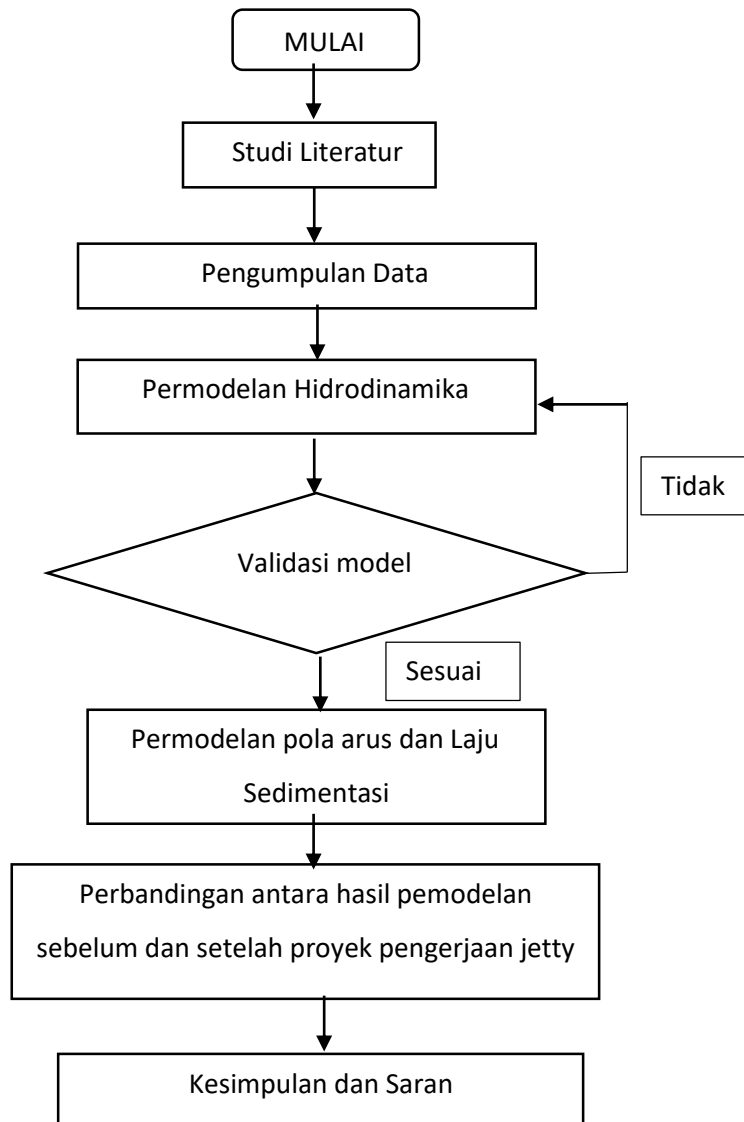 MULAI
Studi Literatur
Pengumpulan Data
Permodelan Hidrodinamika
Tidak
Validasi model
Sesuai
Permodelan pola arus dan Laju
Sedimentasi
Perbandingan antara hasil pemodelan
sebelum dan setelah proyek pengerjaan jetty
Kesimpulan dan Saran